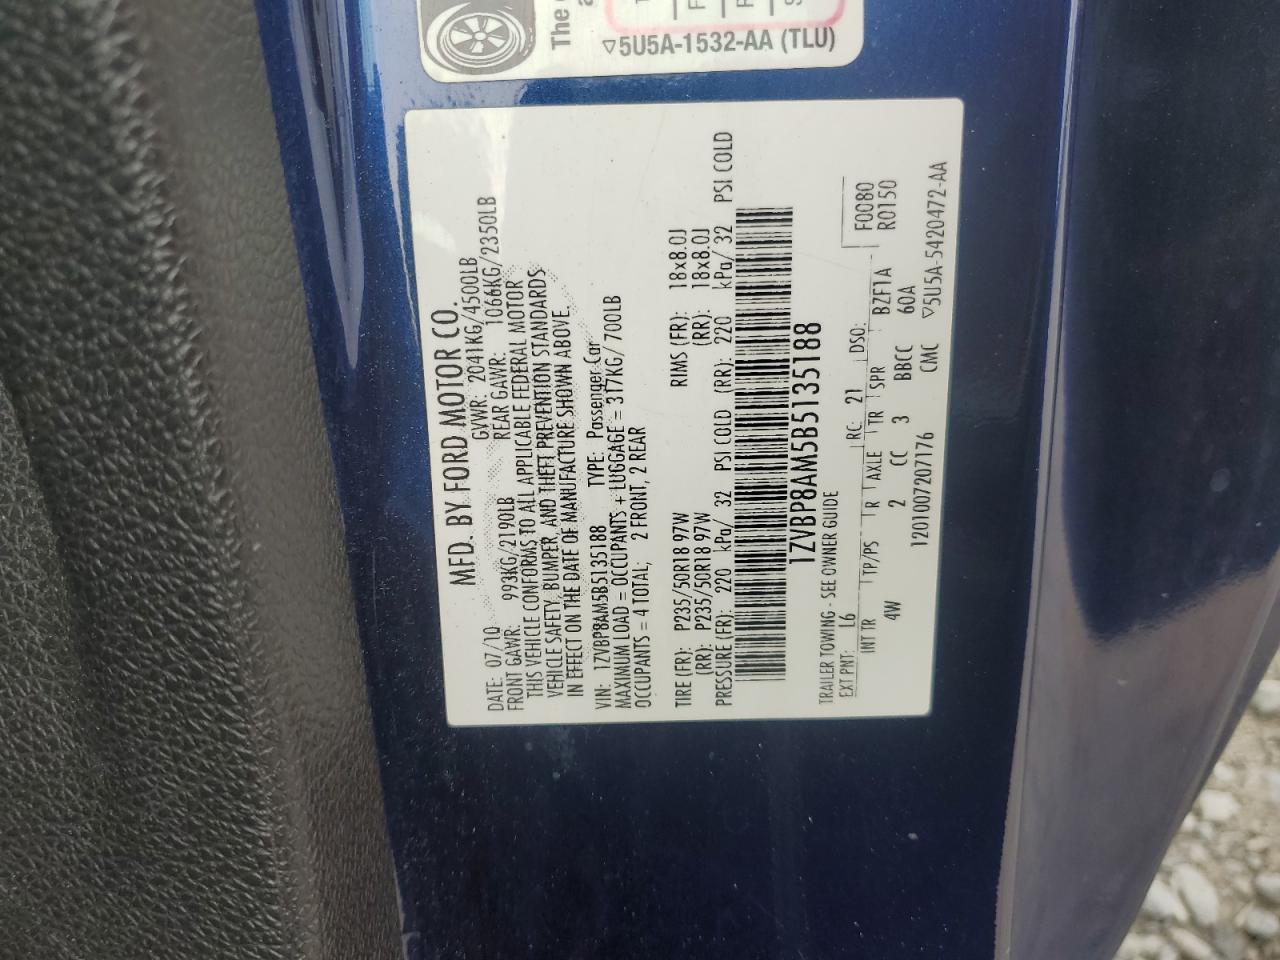 The
5U5A-1532-AA (TLU)
MFD. BY FORD MOTOR CO.
DATE: 07/10 GVWR: 2041KG/4500LB
FRONT GAWR: 993KG/2190LB REAR GAWR: 1066KG/2350LB
THIS VEHICLE CONFORMS TO ALL APPLICABLE FEDERAL MOTOR
VEHICLE SAFETY, BUMPER, AND THEFT PREVENTION STANDARDS
IN EFFECT ON THE DATE OF MANUFACTURE SHOWN ABOVE.
VIN: 1ZVBP8AM5B5135188 TYPE: Passenger Car
MAXIMUM LOAD = OCCUPANTS + LUGGAGE = 317KG/700LB
OCCUPANTS = 4 TOTAL; 2 FRONT, 2 REAR
TIRE (FR): P235/50R18 97W RIMS (FR): 18x8.0J
(RR): P235/50R18 97W (RR): 18x8.0J
PRESSURE (FR): 220 kPa/ 32 PSI COLD (RR): 220 kPa/ 32 PSI COLD
1ZVBP8AM5B5135188
TRAILER TOWING - SEE OWNER GUIDE
EXT PNT: L6 RC: 21 DSO: F0080
INT TR TP/PS R AXLE TR SPR BZF1A R0150
4W 2 CC 3 BBCC 60A
1201007207176 CMC 5U5A-5420472-AA